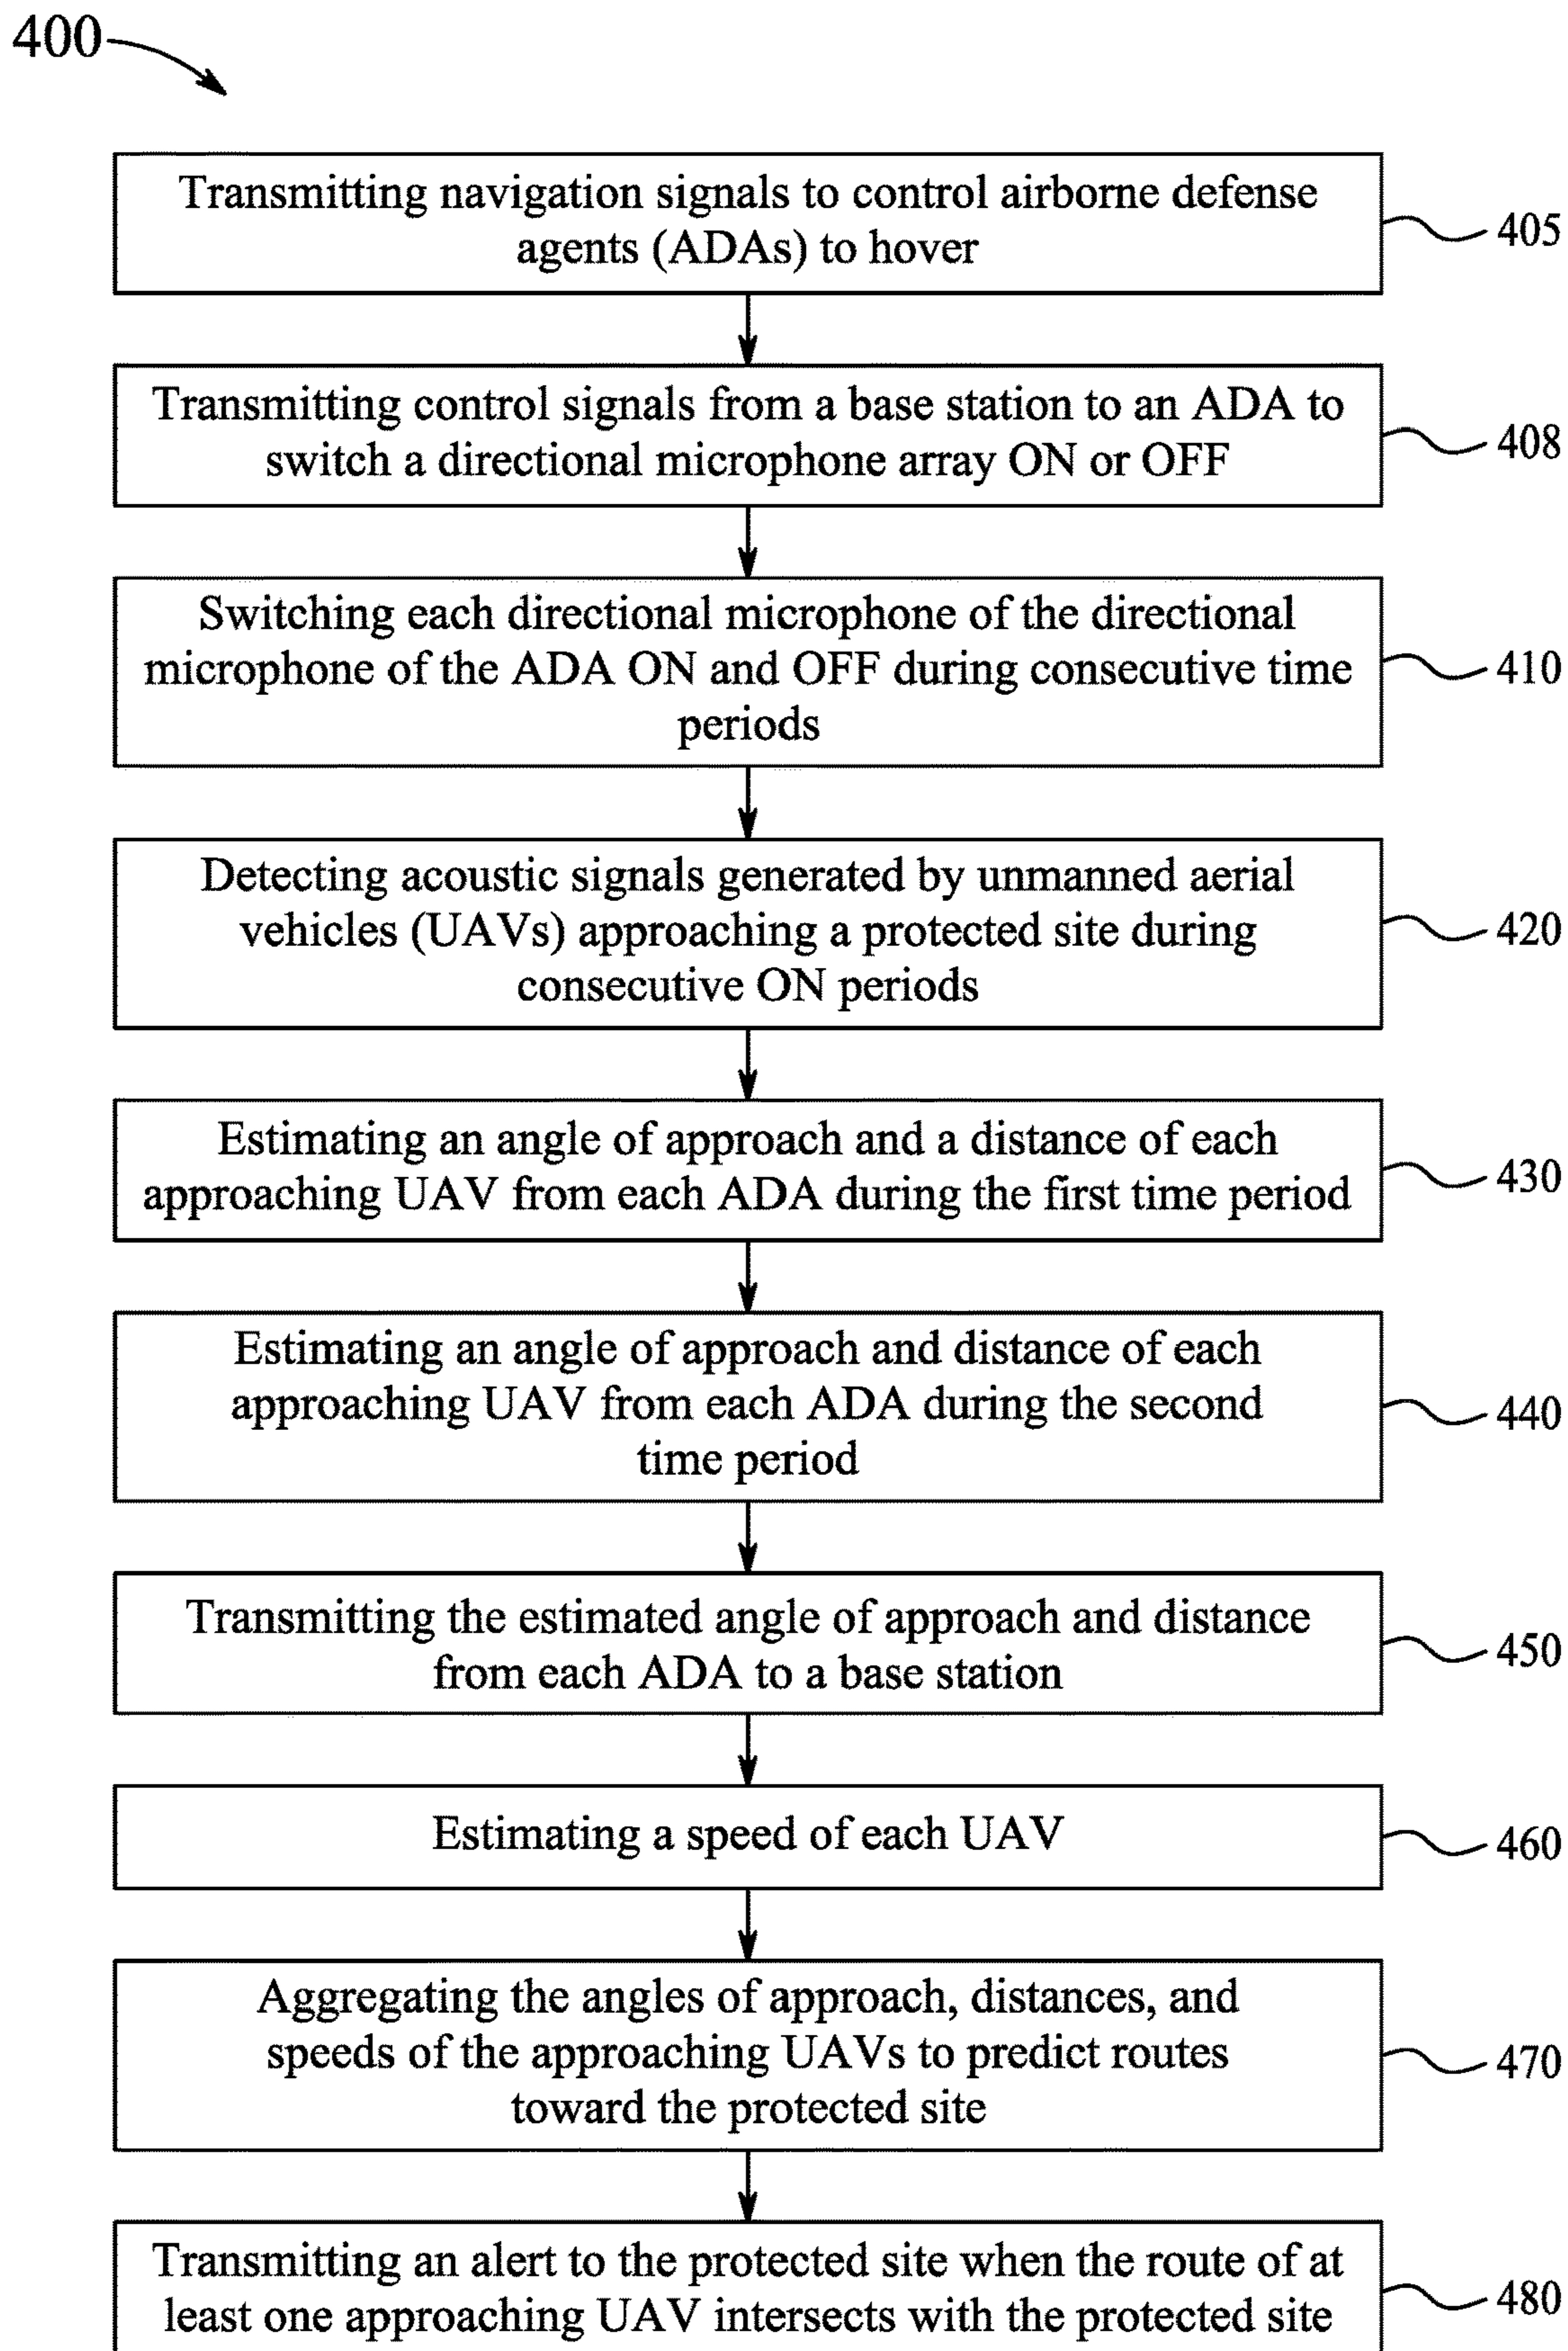 400
Transmitting navigation signals to control airborne defense
agents (ADAs) to hover
405
Transmitting control signals from a base station to an ADA to
switch a directional microphone array ON or OFF
408
Switching each directional microphone of the directional
microphone of the ADA ON and OFF during consecutive time
periods
410
Detecting acoustic signals generated by unmanned aerial
vehicles (UAVs) approaching a protected site during
consecutive ON periods
420
Estimating an angle of approach and a distance of each
approaching UAV from each ADA during the first time period
430
Estimating an angle of approach and distance of each
approaching UAV from each ADA during the second
time period
440
Transmitting the estimated angle of approach and distance
from each ADA to a base station
450
Estimating a speed of each UAV
460
Aggregating the angles of approach, distances, and
speeds of the approaching UAVs to predict routes
toward the protected site
470
Transmitting an alert to the protected site when the route of at
least one approaching UAV intersects with the protected site
480